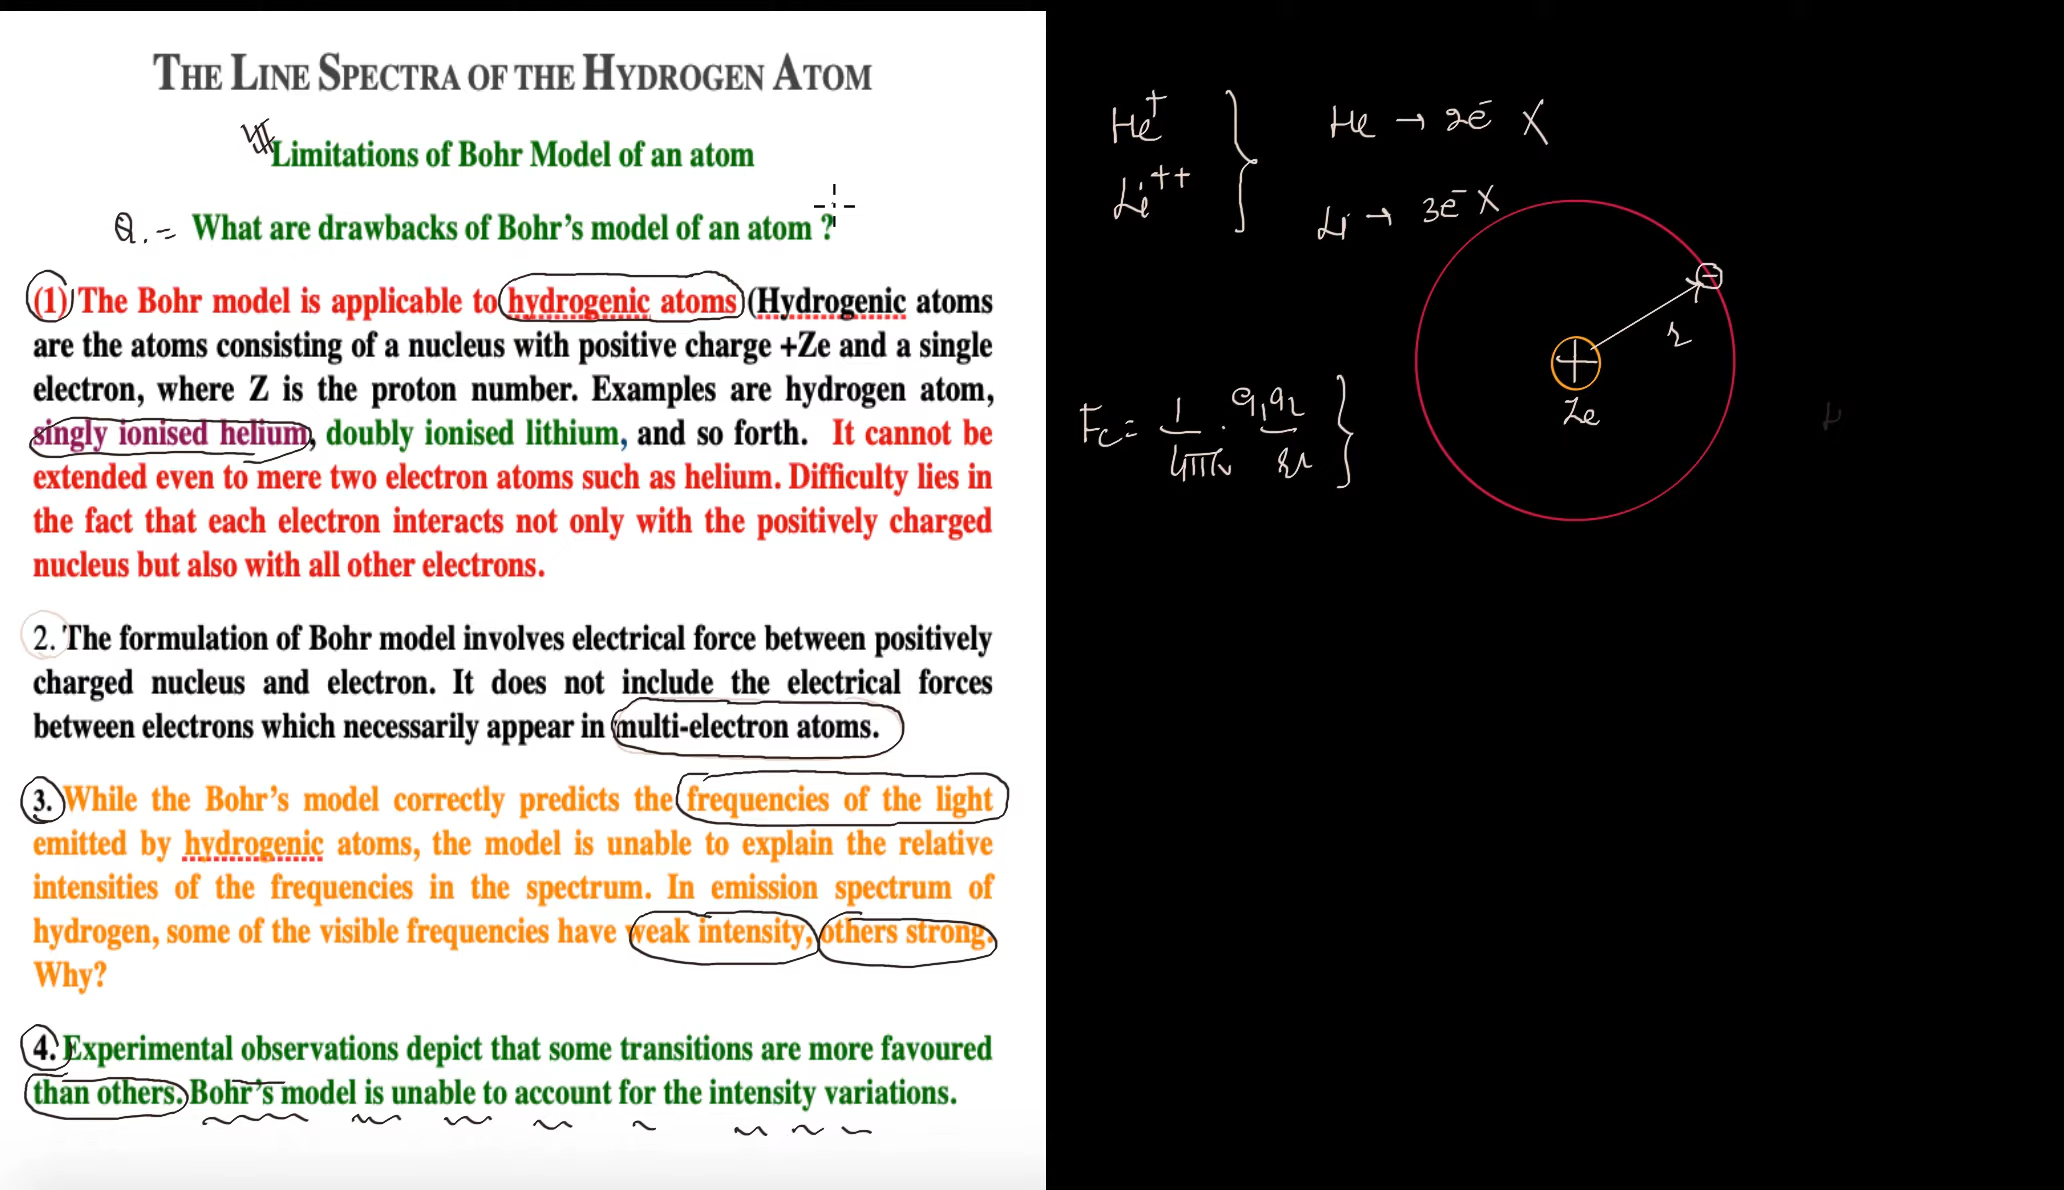 THE LINE SPECTRA OF THE HYDROGEN ATOM
Limitations of Bohr Model of an atom
Q. = What are drawbacks of Bohr's model of an atom ?
(1) The Bohr model is applicable to hydrogenic atoms (Hydrogenic atoms
are the atoms consisting of a nucleus with positive charge +Ze and a single
electron, where Z is the proton number. Examples are hydrogen atom,
singly ionised helium, doubly ionised lithium, and so forth. It cannot be
extended even to mere two electron atoms such as helium. Difficulty lies in
the fact that each electron interacts not only with the positively charged
nucleus but also with all other electrons.
2. The formulation of Bohr model involves electrical force between positively
charged nucleus and electron. It does not include the electrical forces
between electrons which necessarily appear in multi-electron atoms.
3. While the Bohr's model correctly predicts the frequencies of the light
emitted by hydrogenic atoms, the model is unable to explain the relative
intensities of the frequencies in the spectrum. In emission spectrum of
hydrogen, some of the visible frequencies have weak intensity, others strong.
Why?
4. Experimental observations depict that some transitions are more favoured
than others. Bohr's model is unable to account for the intensity variations.
He+
Li++
He → 2e- X
Li → 3e- X
r
Ze
Fc = 1 . q1q2